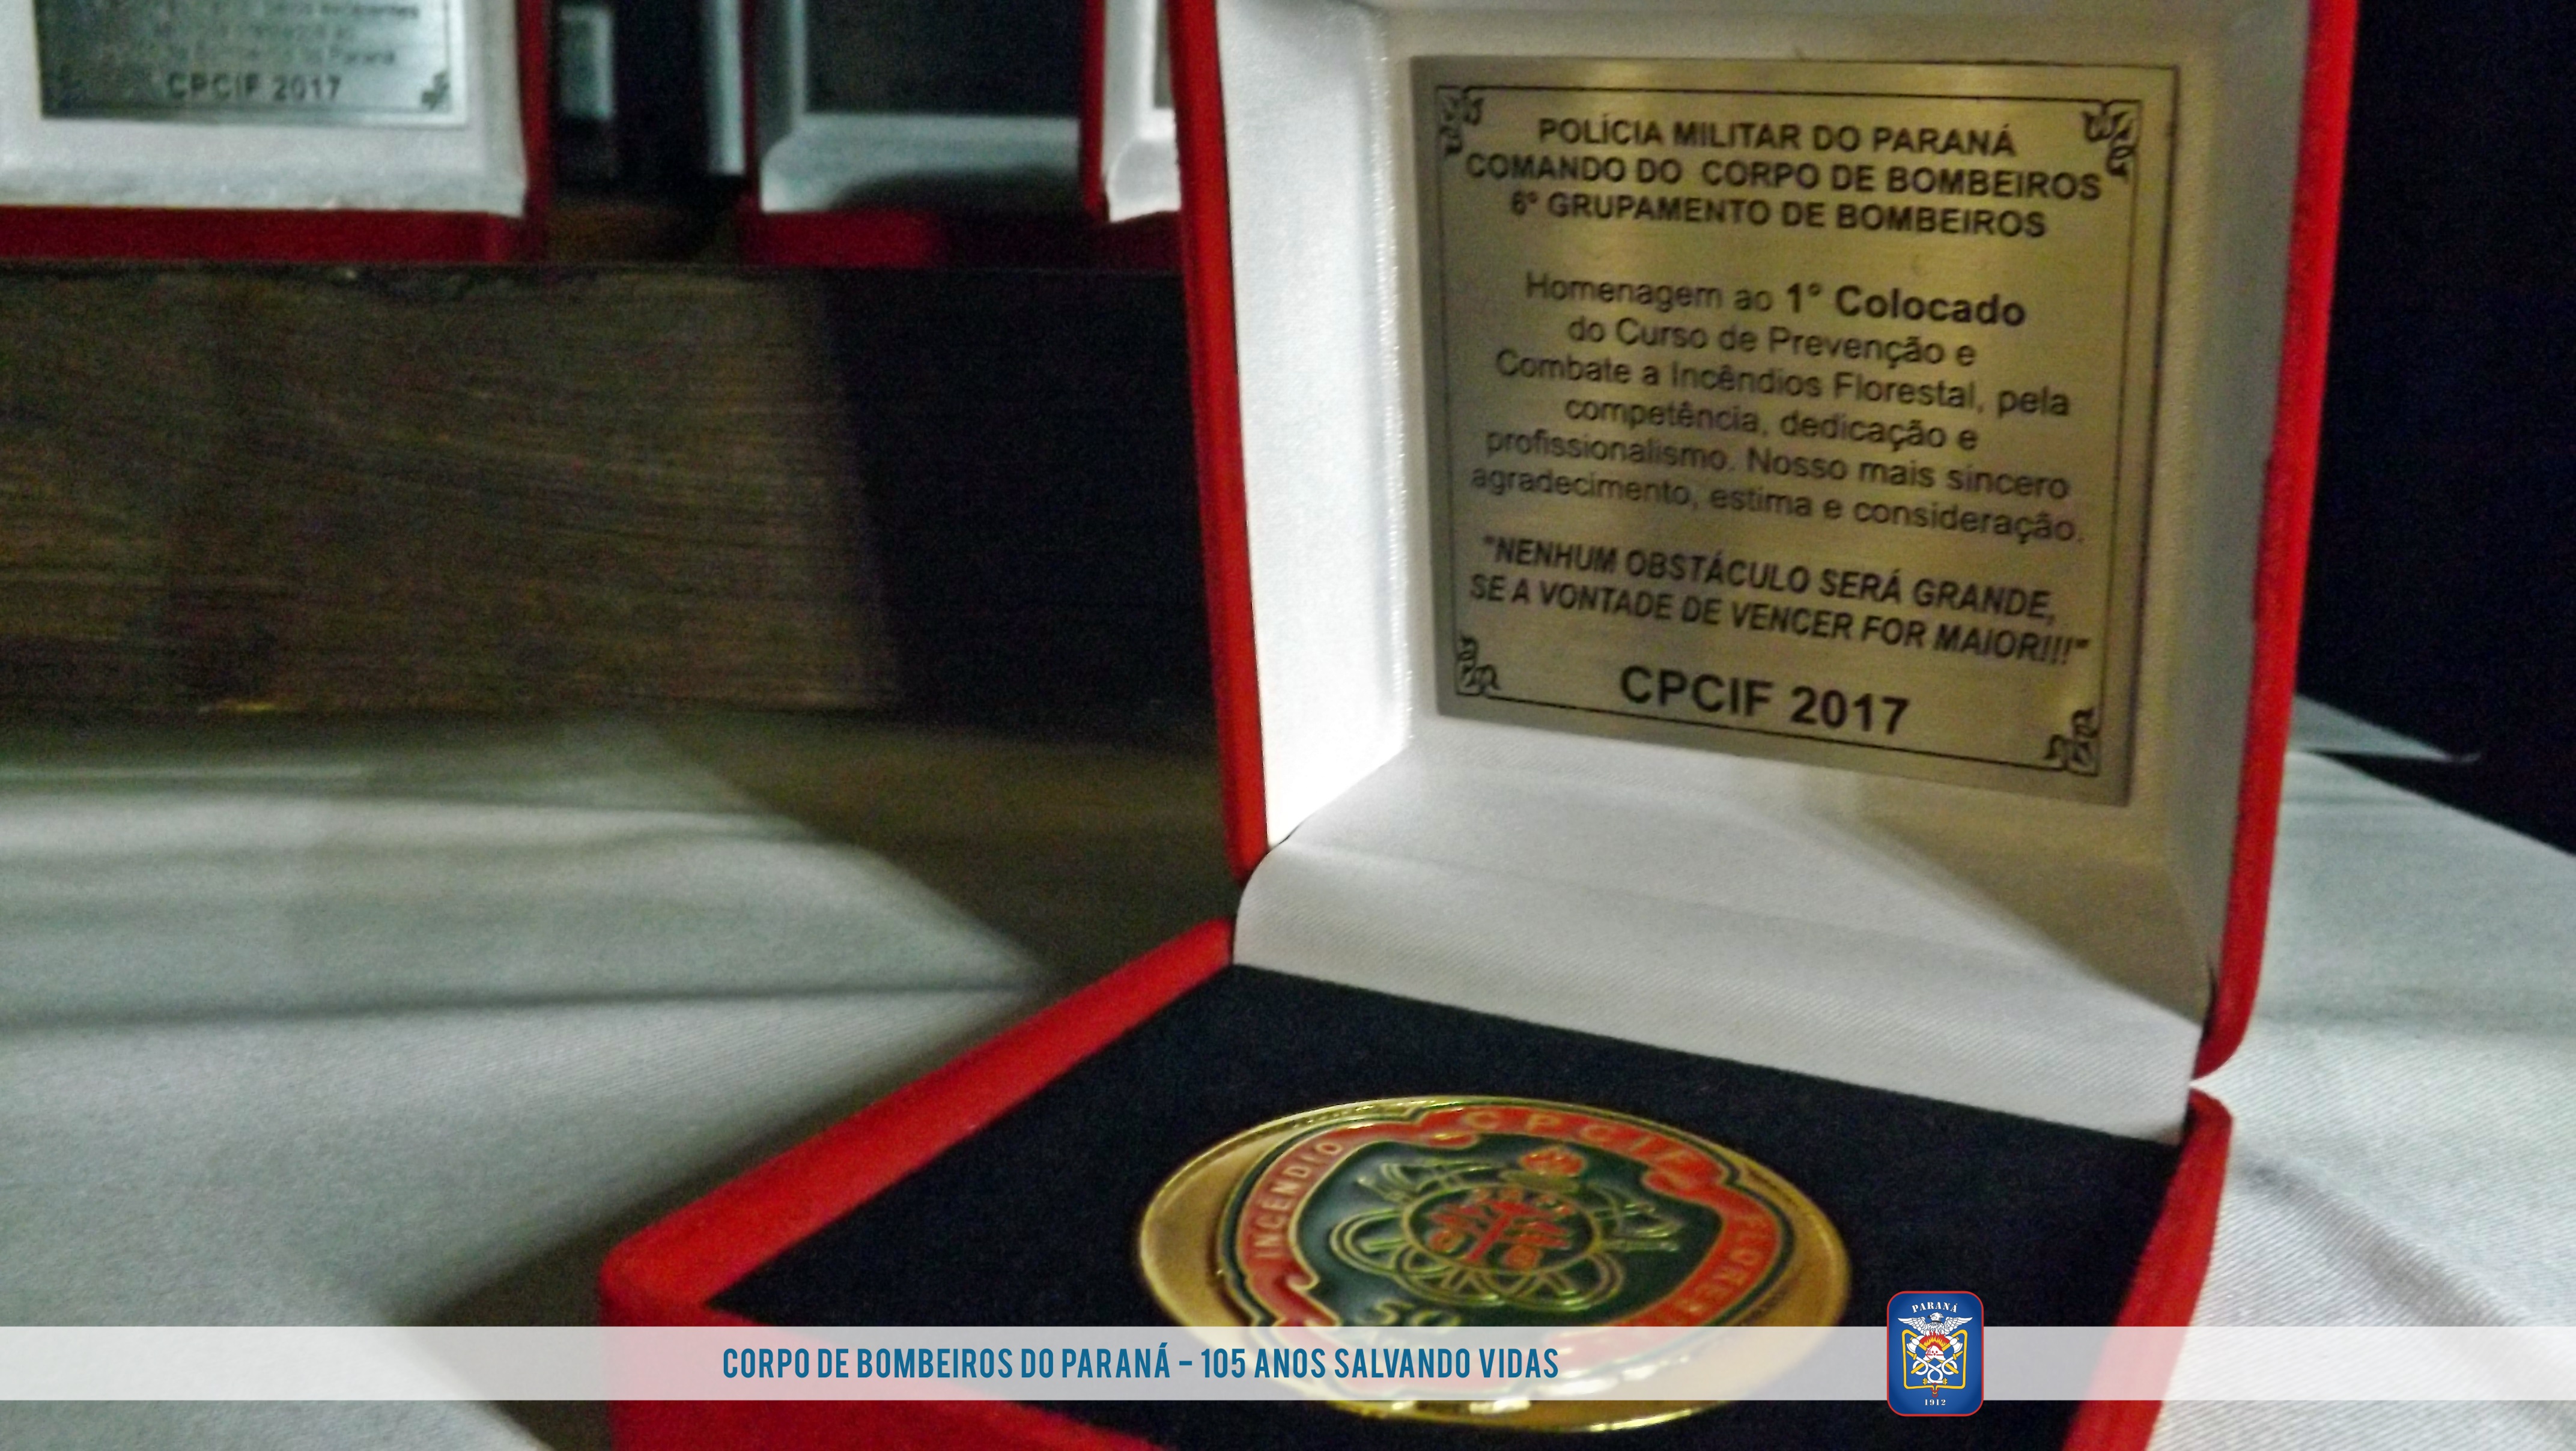 CPCIF 2017
POLÍCIA MILITAR DO PARANÁ
COMANDO DO CORPO DE BOMBEIROS
6º GRUPAMENTO DE BOMBEIROS
Homenagem ao 1° Colocado
do Curso de Prevenção e
Combate a Incêndios Florestal, pela
competência, dedicação e
profissionalismo. Nosso mais sincero
agradecimento, estima e consideração.
"NENHUM OBSTÁCULO SERÁ GRANDE,
SE A VONTADE DE VENCER FOR MAIOR!!!"
CPCIF 2017
CPCIF
INCENDIO
CORPO DE BOMBEIROS DO PARANÁ – 105 ANOS SALVANDO VIDAS
PARANÁ
1912